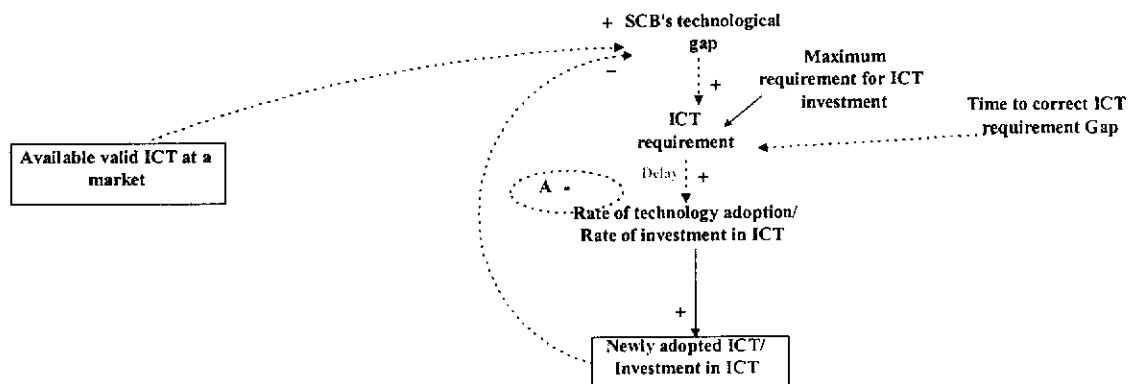 + SCB's technological
gap
−
+
Maximum
requirement for ICT
investment
Time to correct ICT
requirement Gap
ICT
requirement
Available valid ICT at a
market
Delay
+
A -
Rate of technology adoption/
Rate of investment in ICT
+
Newly adopted ICT/
Investment in ICT